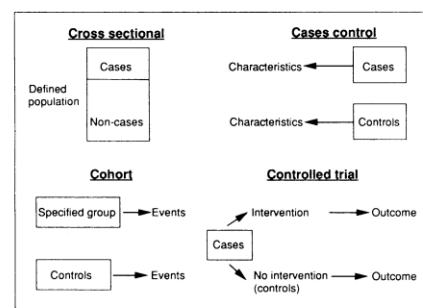 Cross sectional
Cases
Defined
population
Non-cases
Cases control
Characteristics
Cases
Characteristics
Controls
Cohort
Specified group
Events
Controls
Events
Controlled trial
Intervention
Outcome
Cases
No intervention
(controls)
Outcome